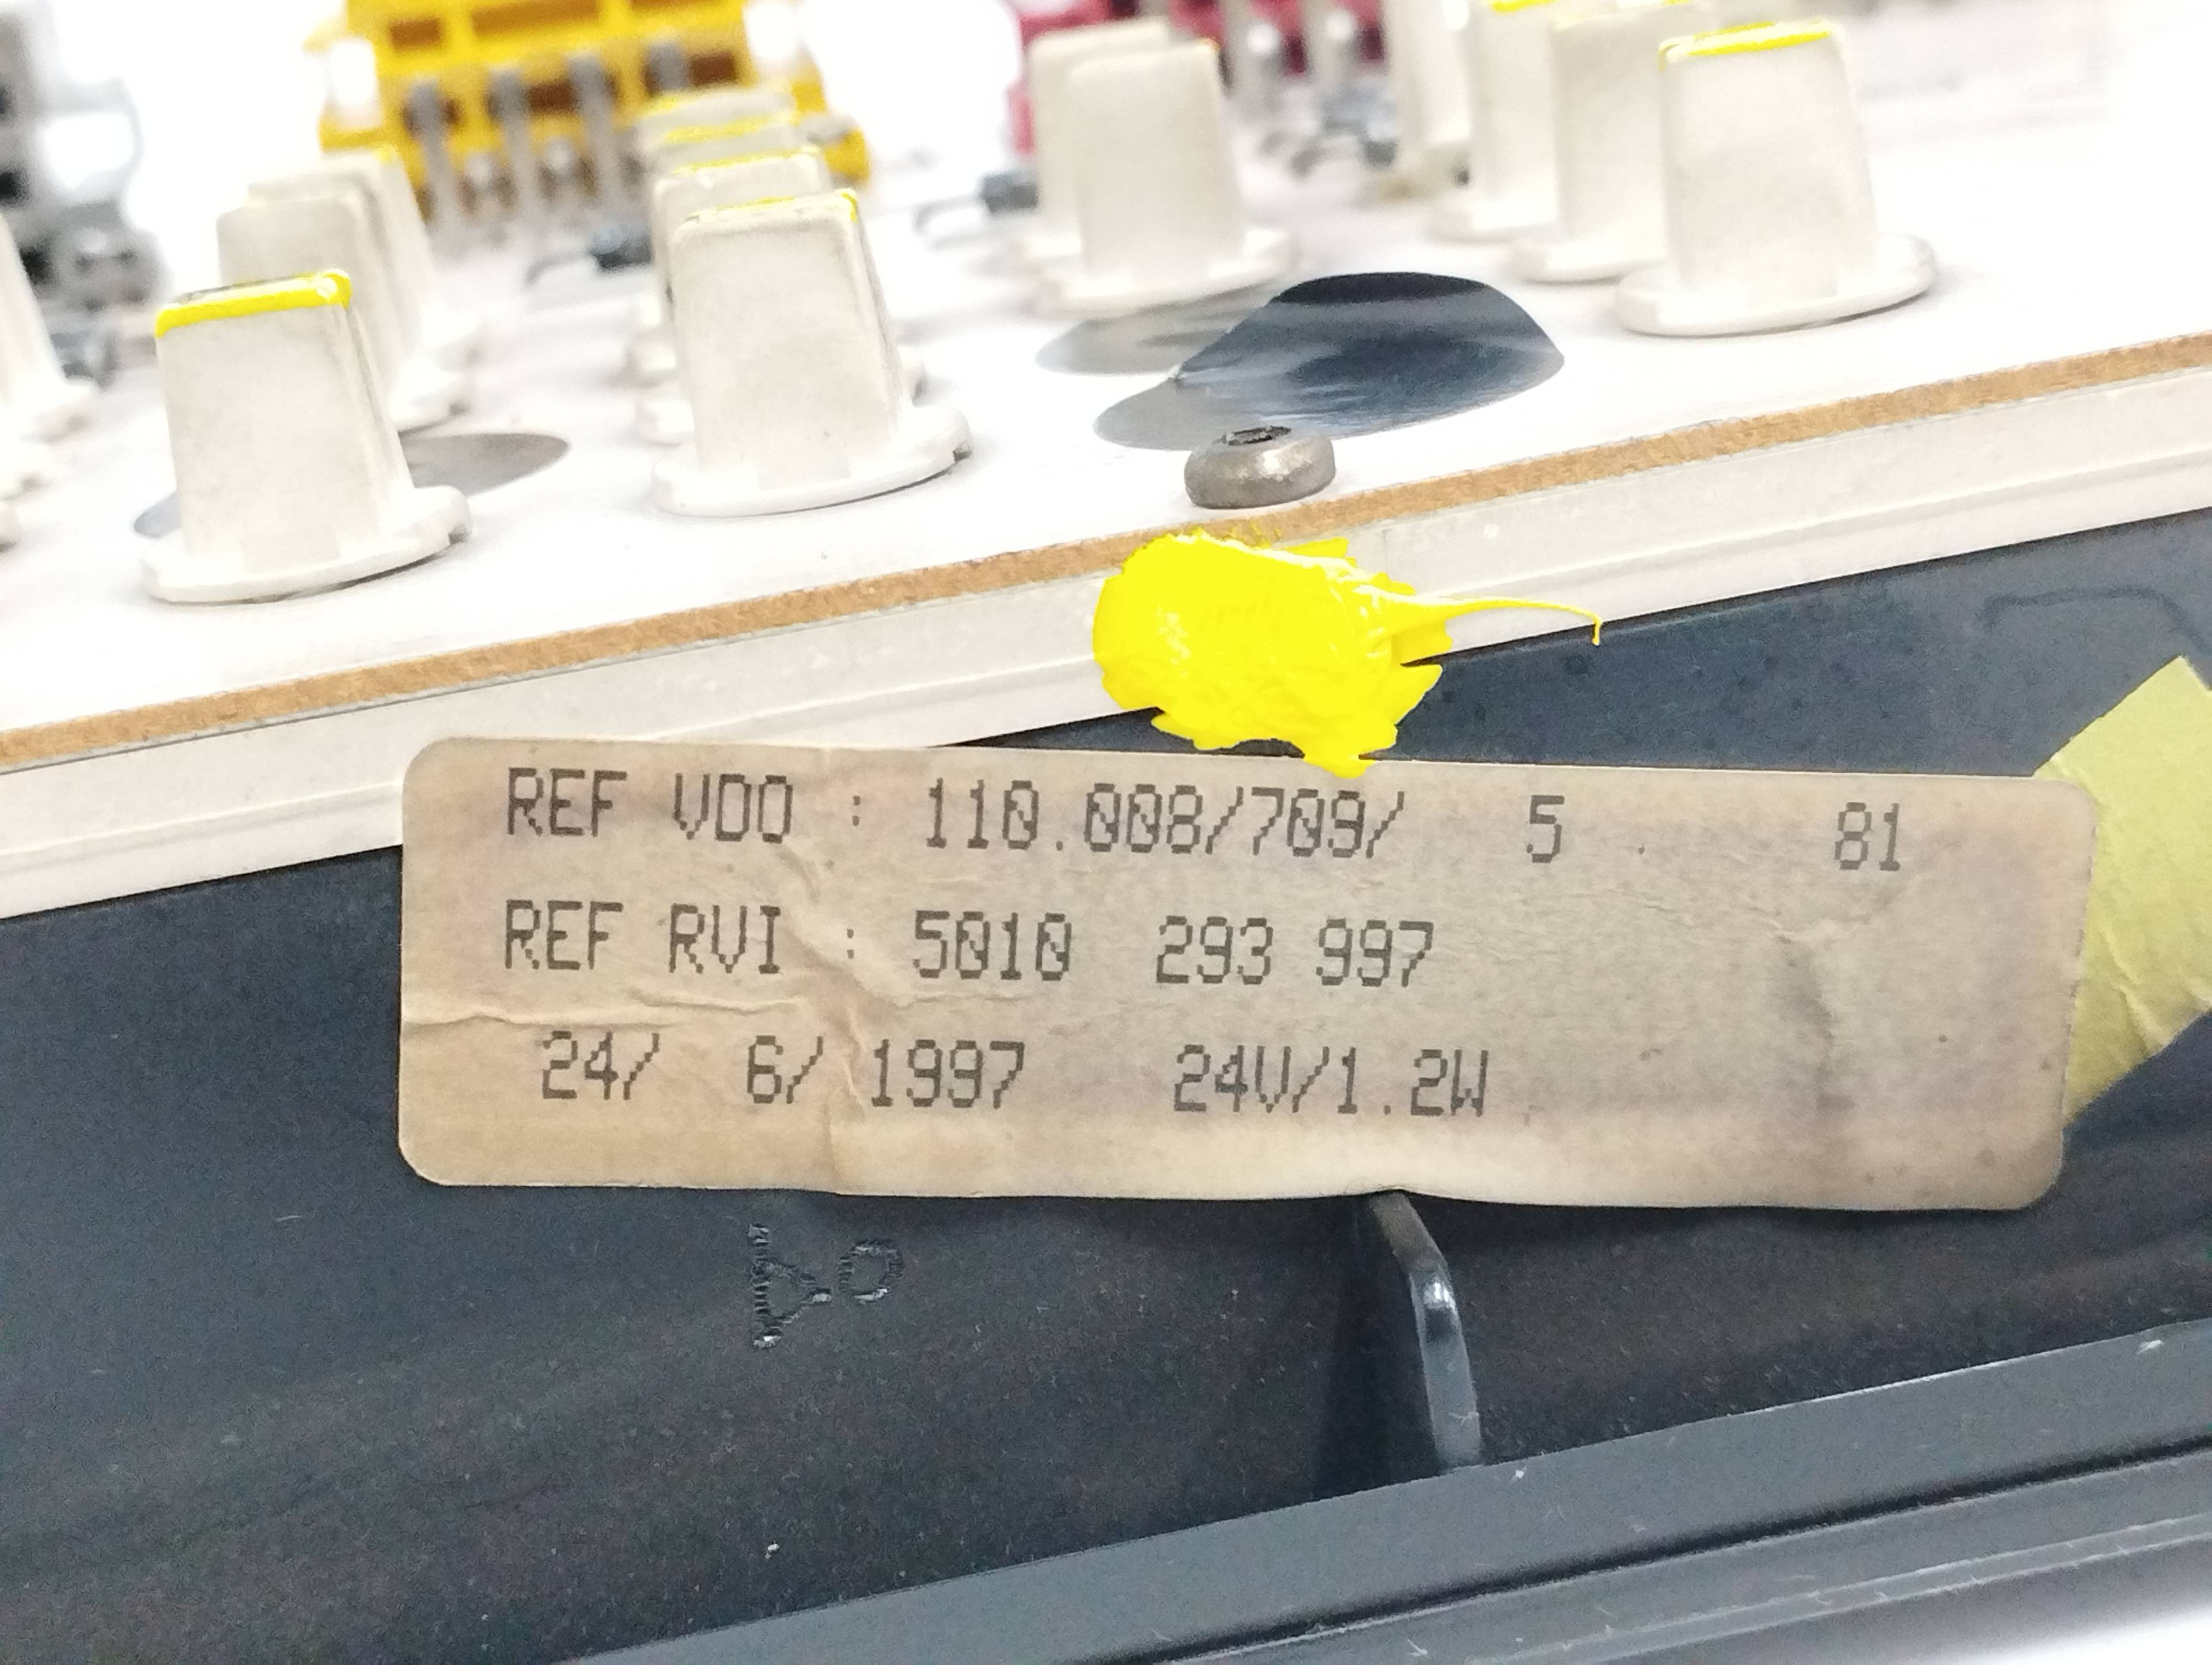 REF VDO : 110.008/709/ 5 81
REF RVI : 5010 293 997
24/ 6/ 1997 24V/1.2W